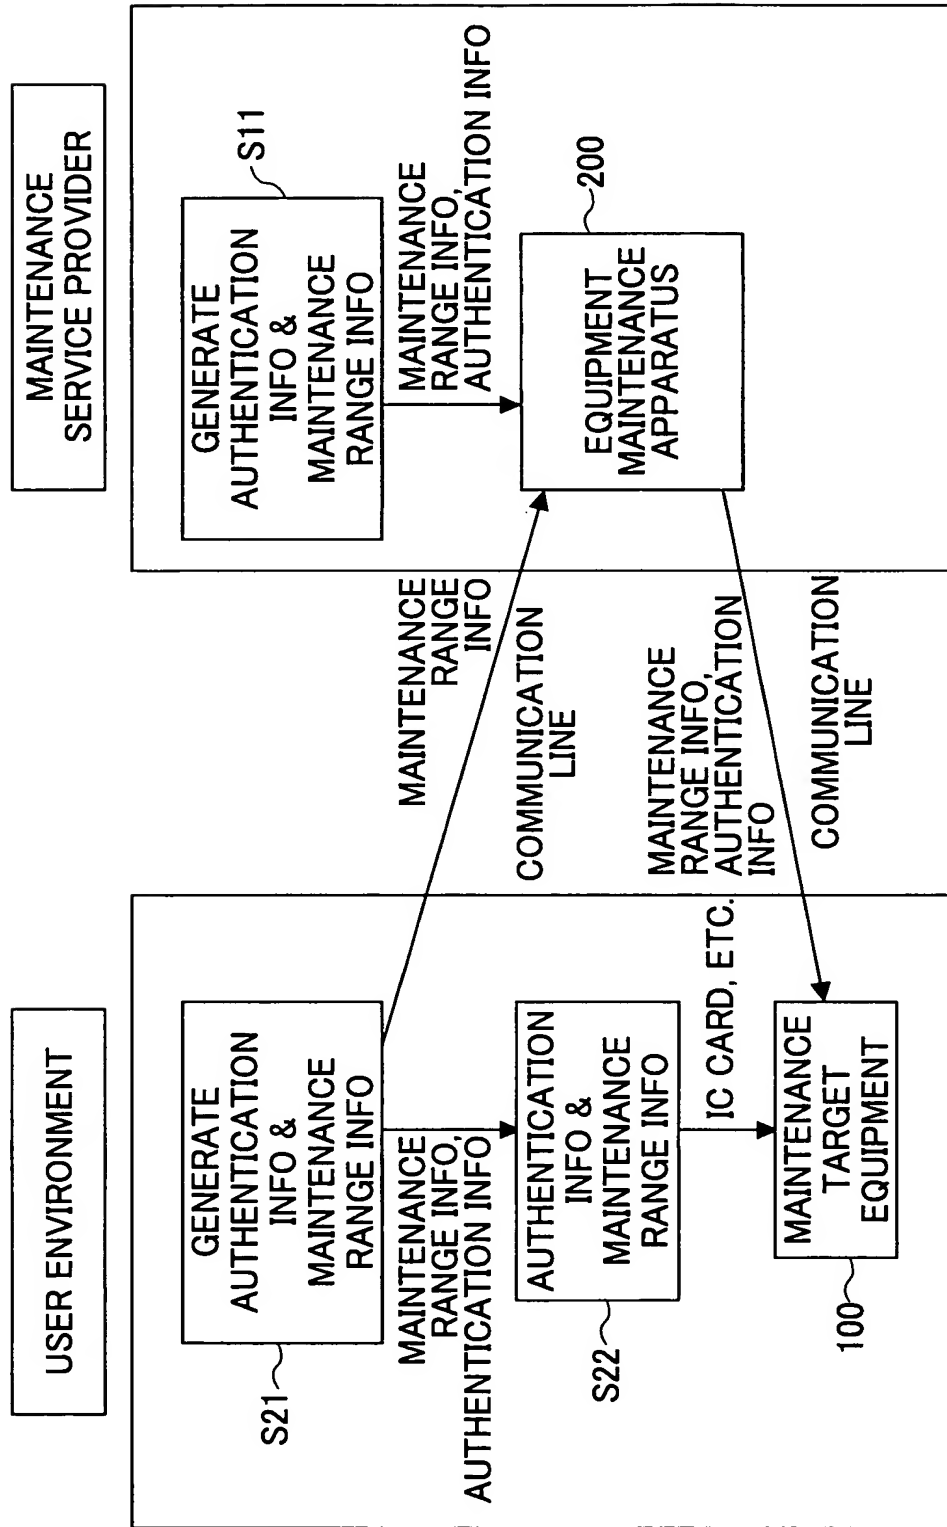 USER ENVIRONMENT
S21
GENERATE
AUTHENTICATION
INFO &
MAINTENANCE
RANGE INFO
MAINTENANCE
RANGE INFO,
AUTHENTICATION INFO
S22
AUTHENTICATION
INFO &
MAINTENANCE
RANGE INFO
IC CARD, ETC.
100
MAINTENANCE
TARGET
EQUIPMENT
MAINTENANCE
RANGE
INFO
COMMUNICATION
LINE
MAINTENANCE
RANGE INFO,
AUTHENTICATION
INFO
COMMUNICATION
LINE
MAINTENANCE
SERVICE PROVIDER
GENERATE
AUTHENTICATION
INFO &
MAINTENANCE
RANGE INFO
S11
MAINTENANCE
RANGE INFO,
AUTHENTICATION INFO
EQUIPMENT
MAINTENANCE
APPARATUS
200